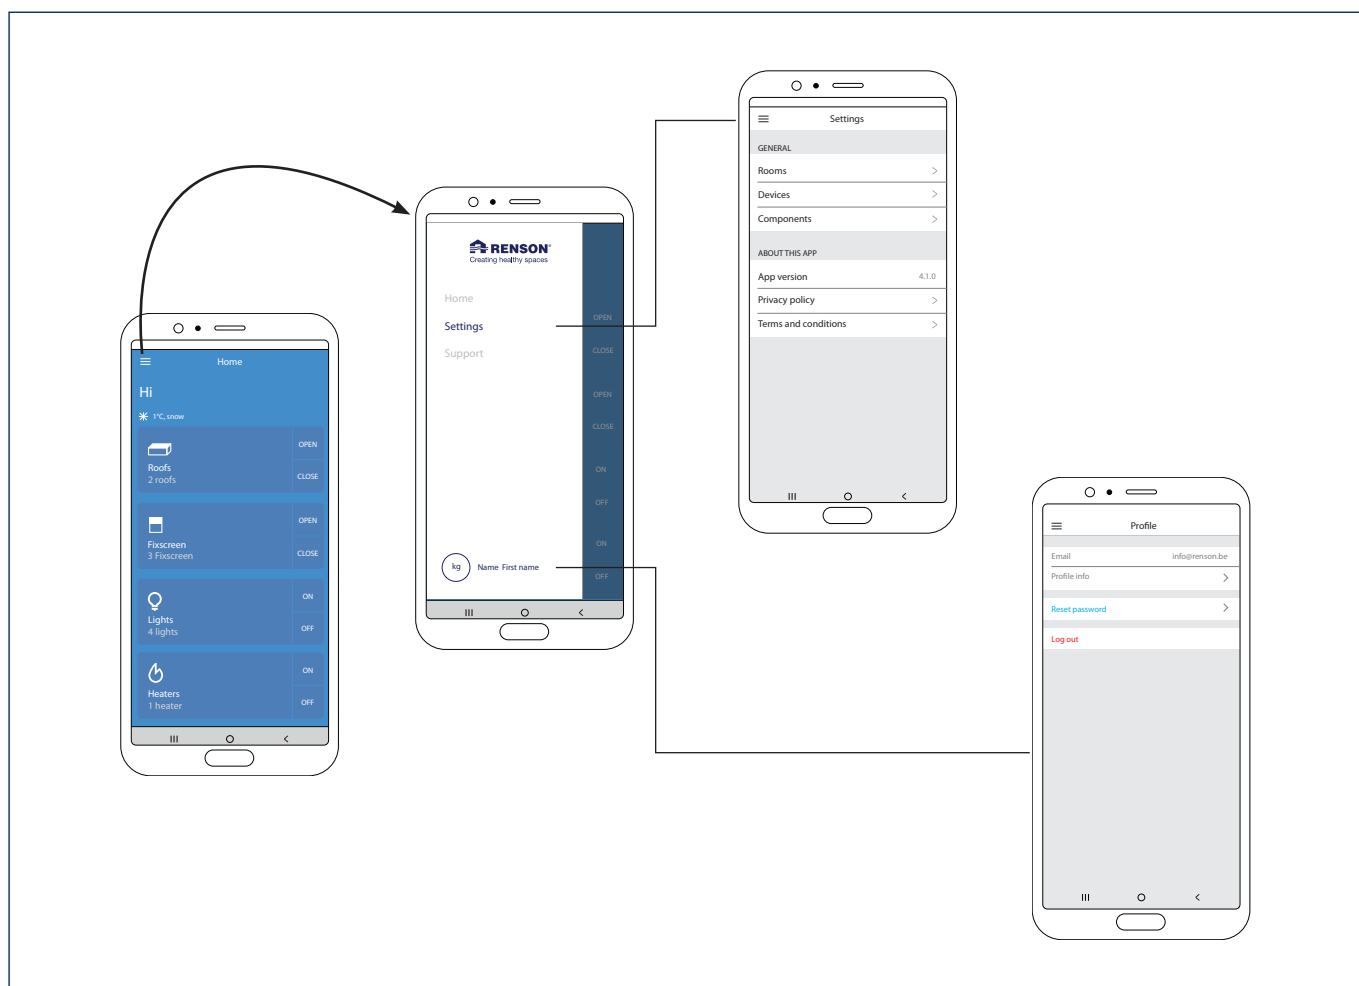 Home
Hi
1°C, snow
Roofs
2 roofs
OPEN
CLOSE
Fixscreen
3 Fixscreen
OPEN
CLOSE
Lights
4 lights
ON
OFF
Heaters
1 heater
ON
OFF
RENSON®
Creating healthy spaces
Home
Settings
Support
OPEN
CLOSE
OPEN
CLOSE
ON
OFF
ON
OFF
kg Name First name
Settings
GENERAL
Rooms
Devices
Components
ABOUT THIS APP
App version 4.1.0
Privacy policy
Terms and conditions
Profile
Email info@renson.be
Profile info
Reset password
Log out